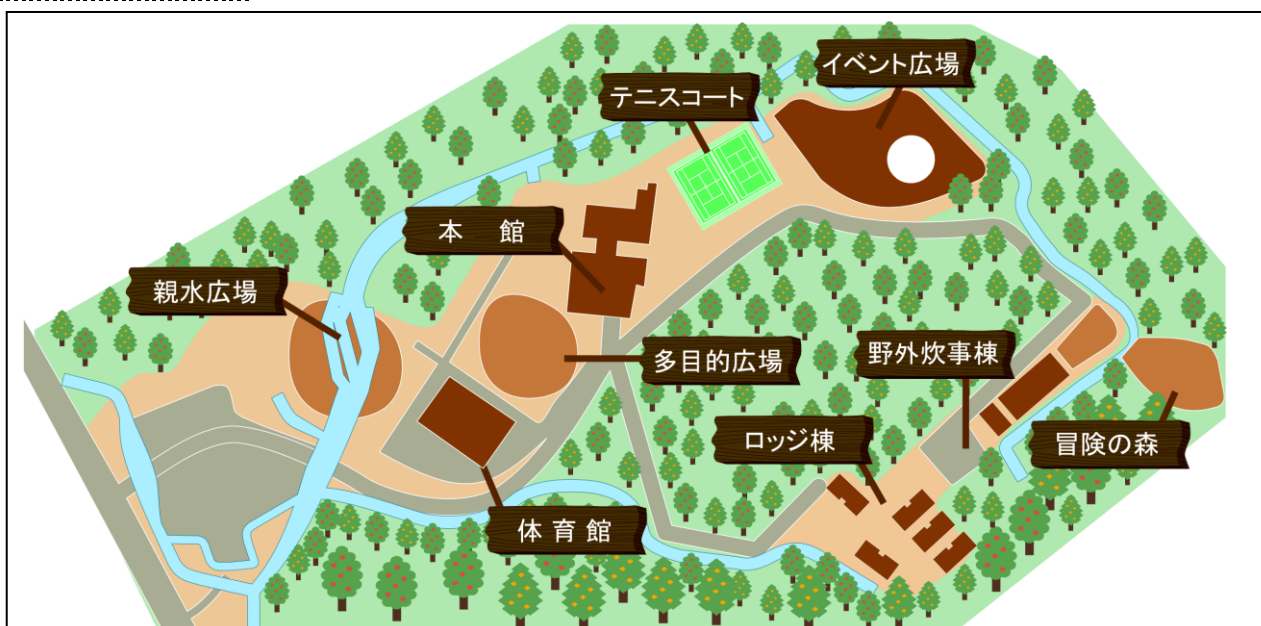 イベント広場
テニスコート
本　館
親水広場
多目的広場
野外炊事棟
ロッジ棟
冒険の森
体 育 館